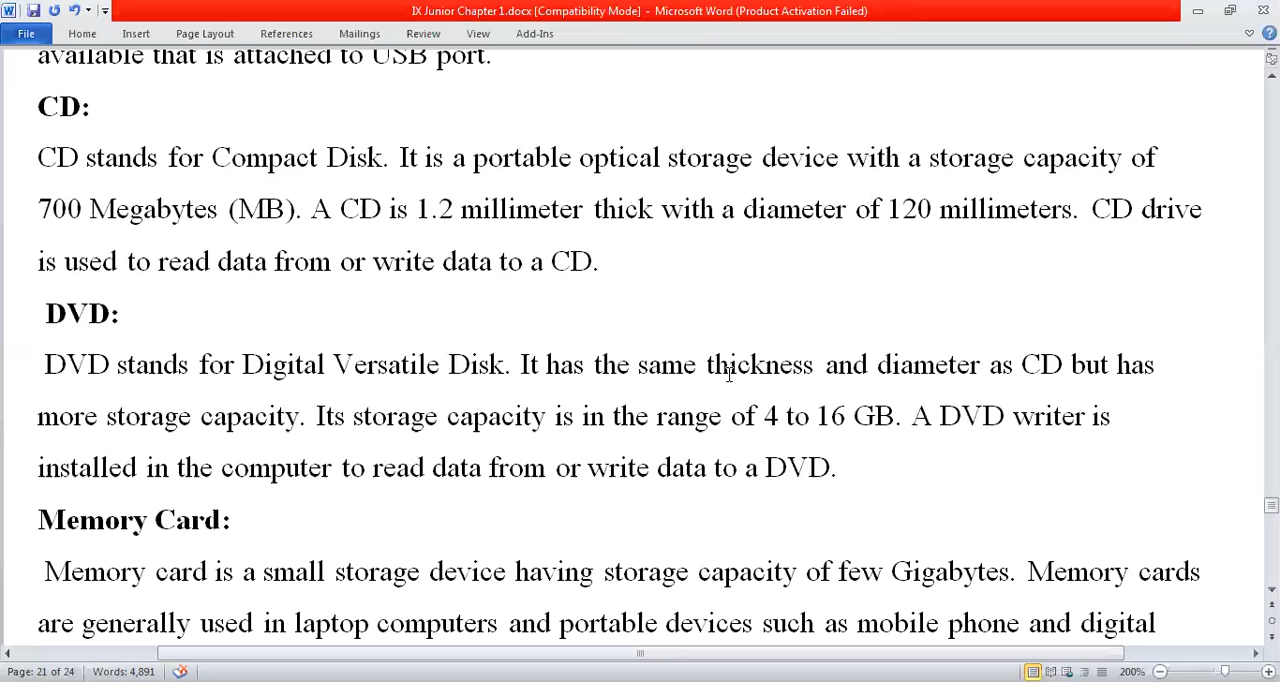 IX Junior Chapter 1.docx [Compatibility Mode] - Microsoft Word (Product Activation Failed)
File Home Insert Page Layout References Mailings Review View Add-Ins
available that is attached to USB port.
CD:
CD stands for Compact Disk. It is a portable optical storage device with a storage capacity of
700 Megabytes (MB). A CD is 1.2 millimeter thick with a diameter of 120 millimeters. CD drive
is used to read data from or write data to a CD.
DVD:
DVD stands for Digital Versatile Disk. It has the same thickness and diameter as CD but has
more storage capacity. Its storage capacity is in the range of 4 to 16 GB. A DVD writer is
installed in the computer to read data from or write data to a DVD.
Memory Card:
Memory card is a small storage device having storage capacity of few Gigabytes. Memory cards
are generally used in laptop computers and portable devices such as mobile phone and digital
Page: 21 of 24 Words: 4,891 200%